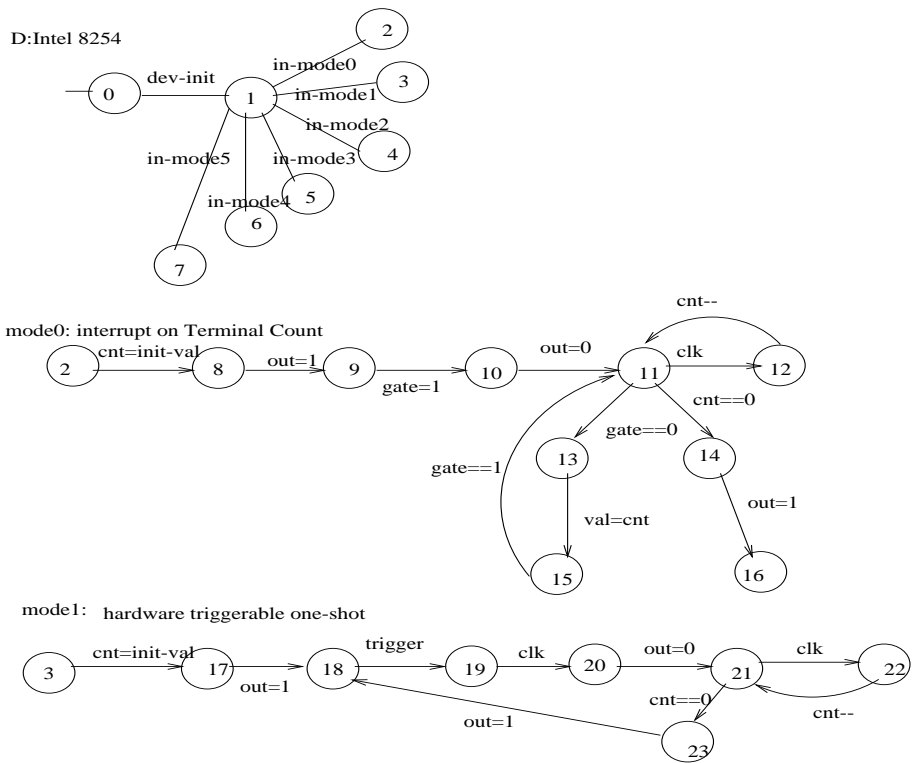 D:Intel 8254
0
dev-init
1
2
in-mode0
3
in-mode1
in-mode2
4
in-mode5
in-mode3
in-mode4
5
6
7
mode0: interrupt on Terminal Count
2
cnt=init-val
8
out=1
9
gate=1
10
out=0
11
clk
12
cnt--
gate==0
cnt==0
13
14
gate==1
val=cnt
out=1
15
16
mode1: hardware triggerable one-shot
3
cnt=init-val
17
out=1
18
trigger
19
clk
20
out=0
21
clk
22
cnt--
cnt==0
out=1
23